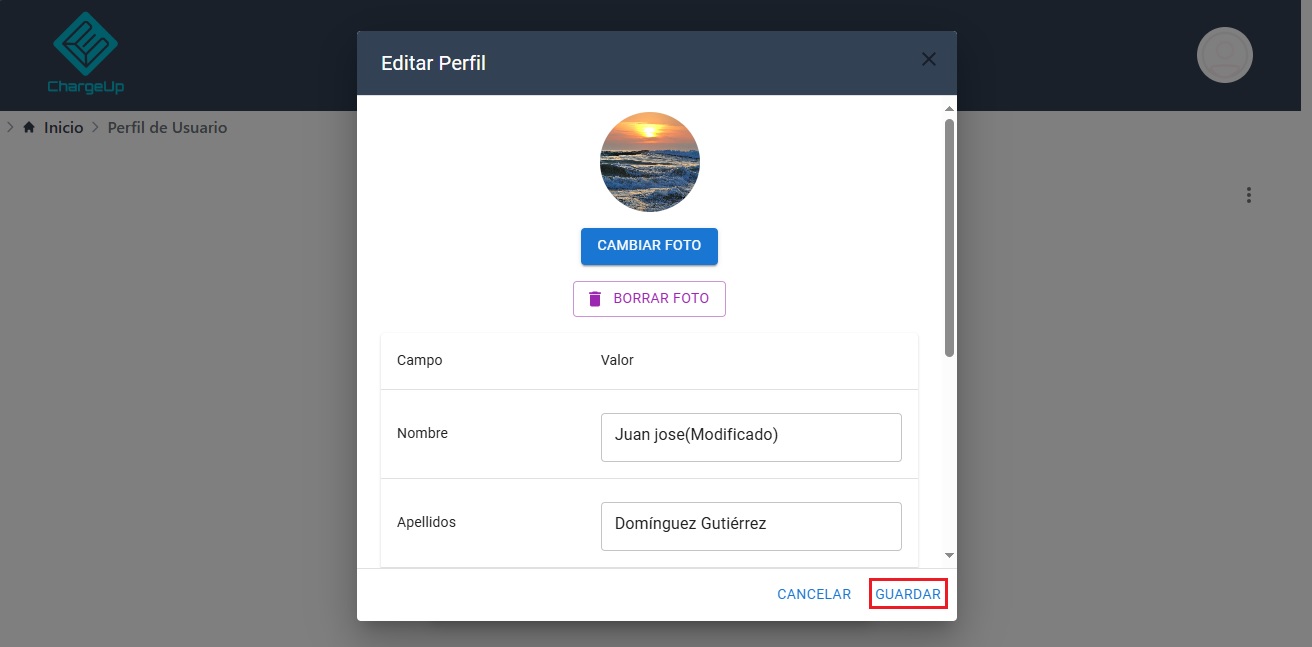 ChargeUp
Inicio
Perfil de Usuario
Editar Perfil
CAMBIAR FOTO
BORRAR FOTO
Campo Valor
Nombre Juan jose(Modificado)
Apellidos Domínguez Gutiérrez
CANCELAR GUARDAR